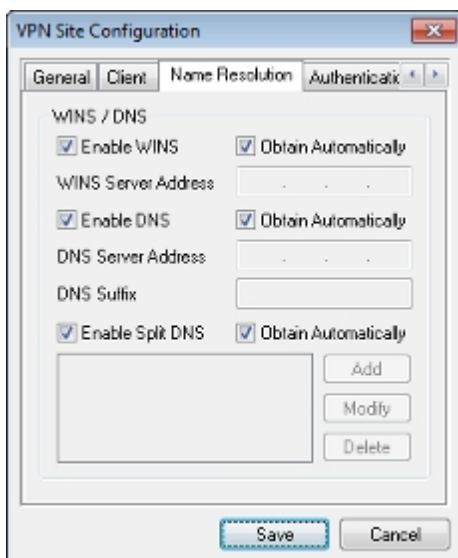 VPN Site Configuration
General Client Name Resolution
WINS / DNS
Enable WINS Obtain Automatically
WINS Server Address
Enable DNS Obtain Automatically
DNS Server Address
DNS Suffix
Enable Split DNS Obtain Automatically
Add
Modify
Delete
Save Cancel